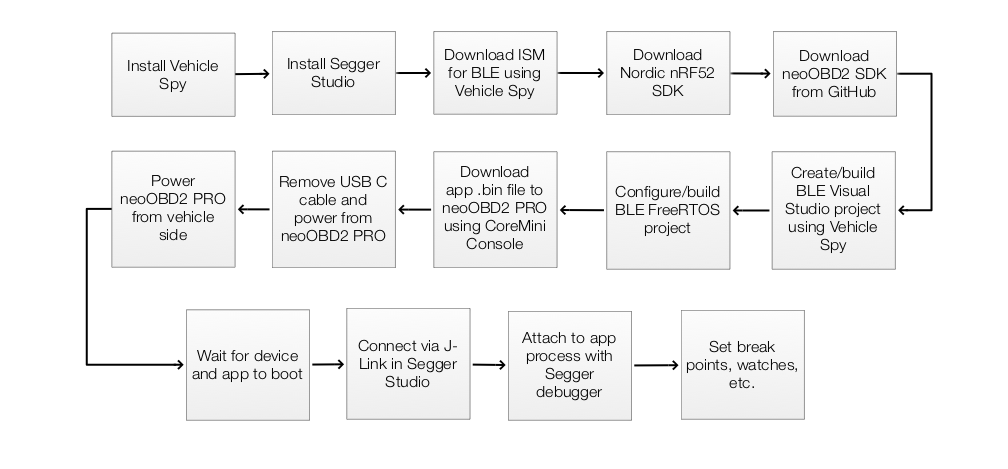 Install Vehicle
Spy
Install Segger
Studio
Download ISM
for BLE using
Vehicle Spy
Download
Nordic nRF52
SDK
Download
neoOBD2 SDK
from GitHub
Create/build
BLE Visual
Studio project
using Vehicle
Spy
Configure/build
BLE FreeRTOS
project
Download
app .bin file to
neoOBD2 PRO
using CoreMini
Console
Remove USB C
cable and
power from
neoOBD2 PRO
Power
neoOBD2 PRO
from vehicle
side
Wait for device
and app to boot
Connect via J-
Link in Segger
Studio
Attach to app
process with
Segger
debugger
Set break
points, watches,
etc.